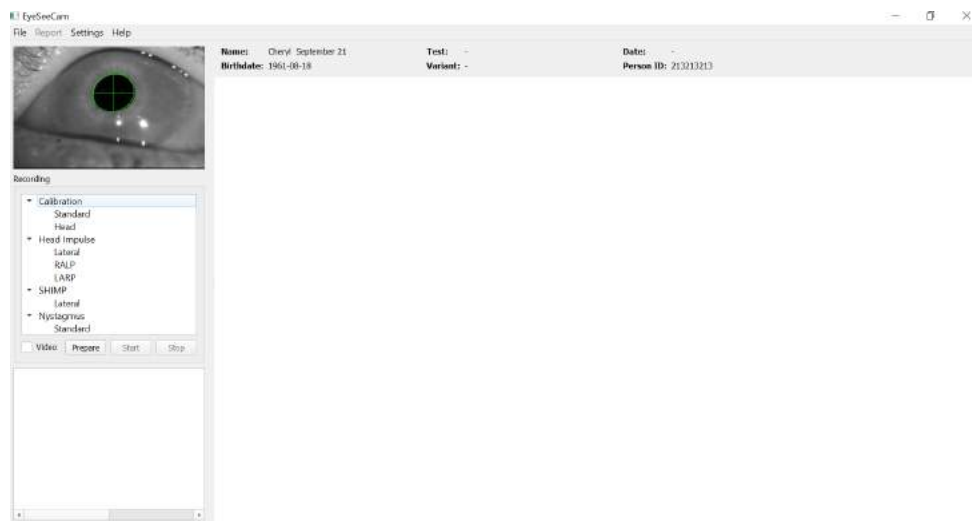 EyeSeeCam
File Report Settings Help
Name: Cheryl September 21 Test: - Date: -
Birthdate: 1961-08-18 Variant: - Person ID: 213213213
Recording
Calibration
Standard
Head
Head Impulse
Lateral
RALP
LARP
SHIMP
Lateral
Nystagmus
Standard
Video Prepare Start Stop